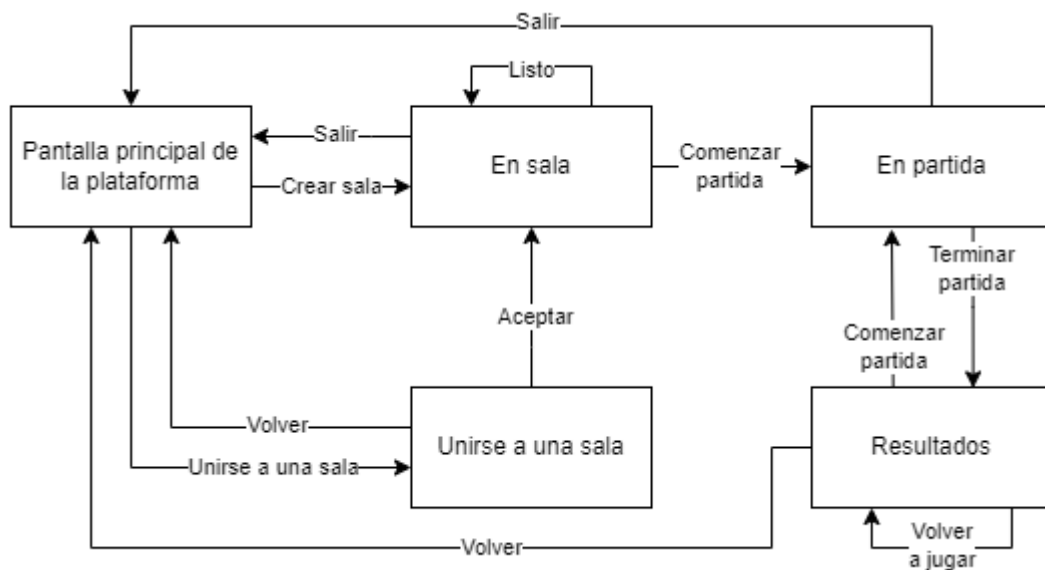 Salir
Listo
Pantalla principal de
la plataforma
Salir
Crear sala
En sala
Comenzar
partida
En partida
Terminar
partida
Aceptar
Comenzar
partida
Volver
Unirse a una sala
Unirse a una sala
Resultados
Volver
a jugar
Volver